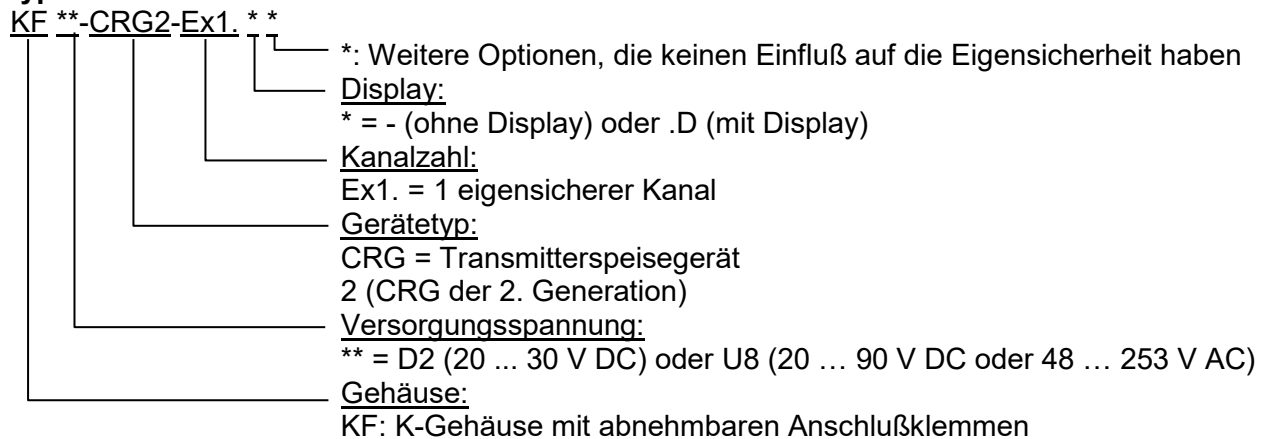 KF **-CRG2-Ex1. * *
*: Weitere Optionen, die keinen Einfluß auf die Eigensicherheit haben
Display:
* = - (ohne Display) oder .D (mit Display)
Kanalzahl:
Ex1. = 1 eigensicherer Kanal
Gerätetyp:
CRG = Transmitterspeisegerät
2 (CRG der 2. Generation)
Versorgungsspannung:
** = D2 (20 ... 30 V DC) oder U8 (20 … 90 V DC oder 48 … 253 V AC)
Gehäuse:
KF: K-Gehäuse mit abnehmbaren Anschlußklemmen